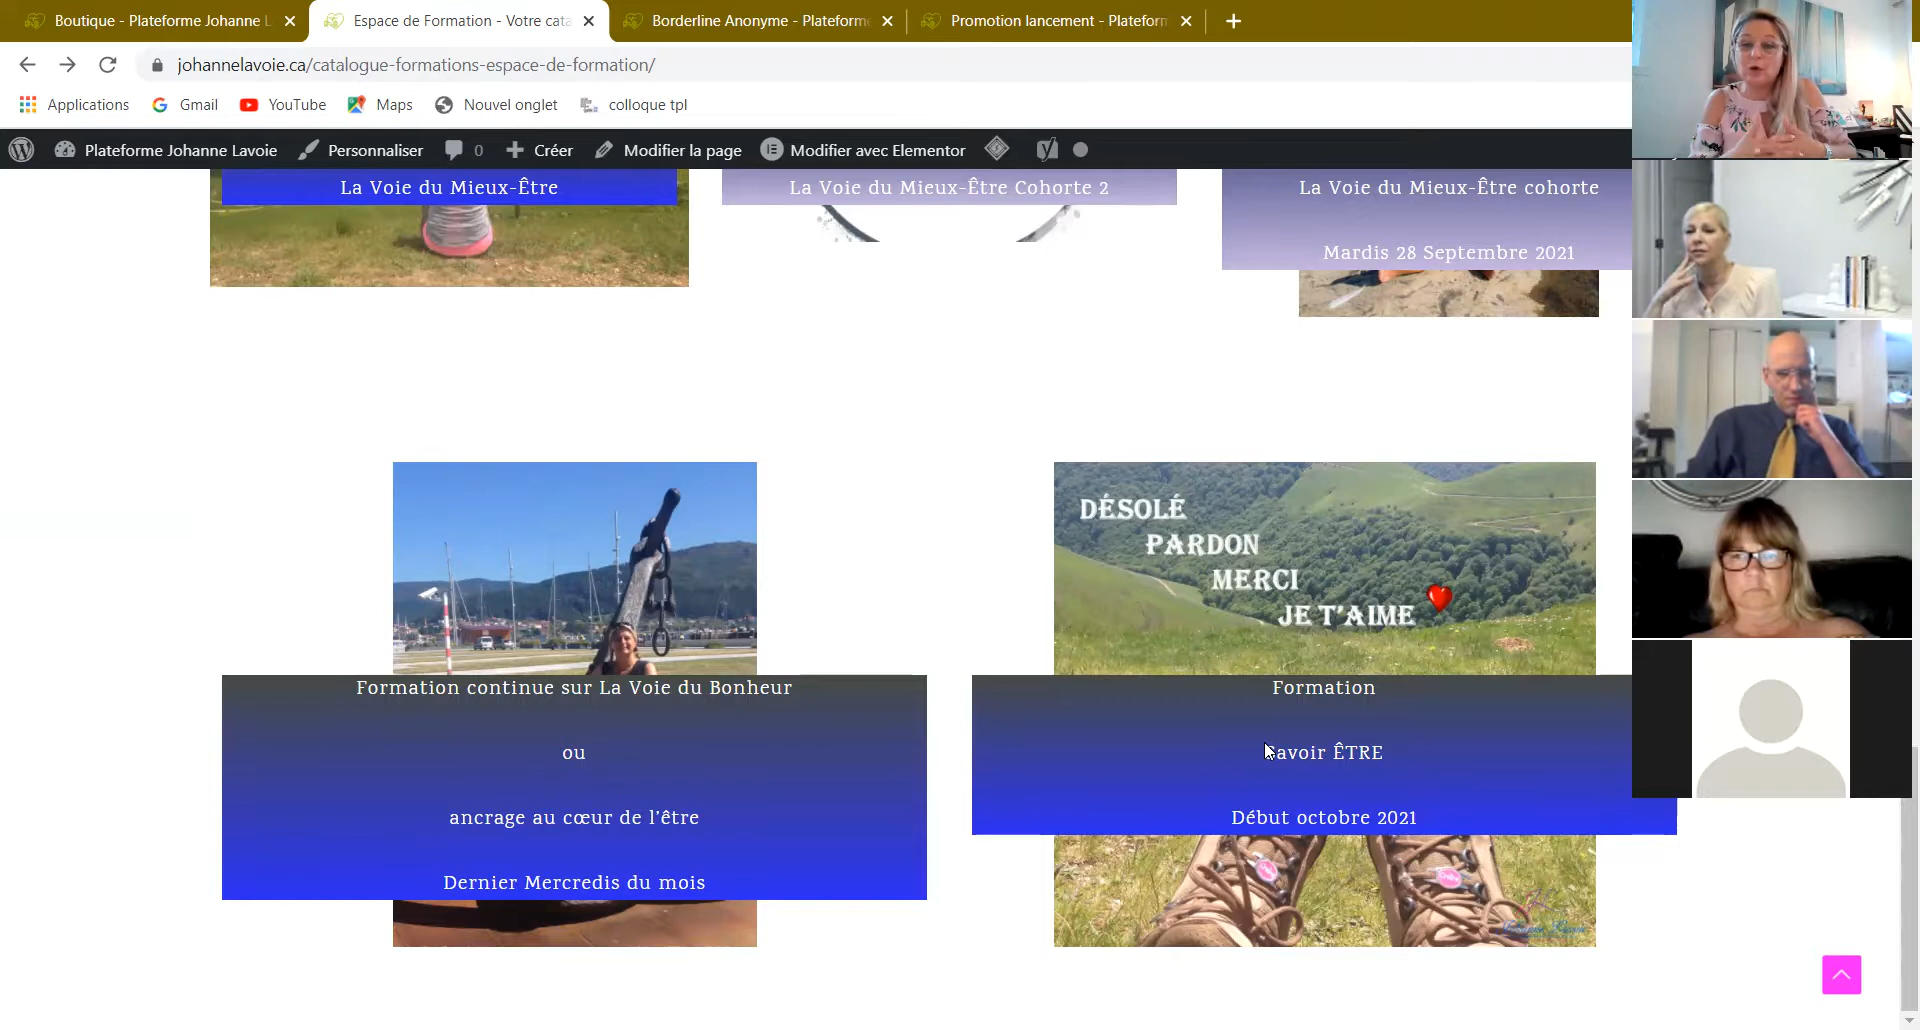 Boutique - Plateforme Johanne L
Espace de Formation - Votre cata
Borderline Anonyme - Plateforme
Promotion lancement - Plateform
johannelavoie.ca/catalogue-formations-espace-de-formation/
Applications
Gmail
YouTube
Maps
Nouvel onglet
colloque tpl
Plateforme Johanne Lavoie
Personnaliser
0
Créer
Modifier la page
Modifier avec Elementor
La Voie du Mieux-Être
La Voie du Mieux-Être Cohorte 2
La Voie du Mieux-Être cohorte
Mardis 28 Septembre 2021
DÉSOLÉ
PARDON
MERCI
JE T'AIME
Formation continue sur La Voie du Bonheur
ou
ancrage au cœur de l'être
Dernier Mercredis du mois
Formation
Savoir ÊTRE
Début octobre 2021